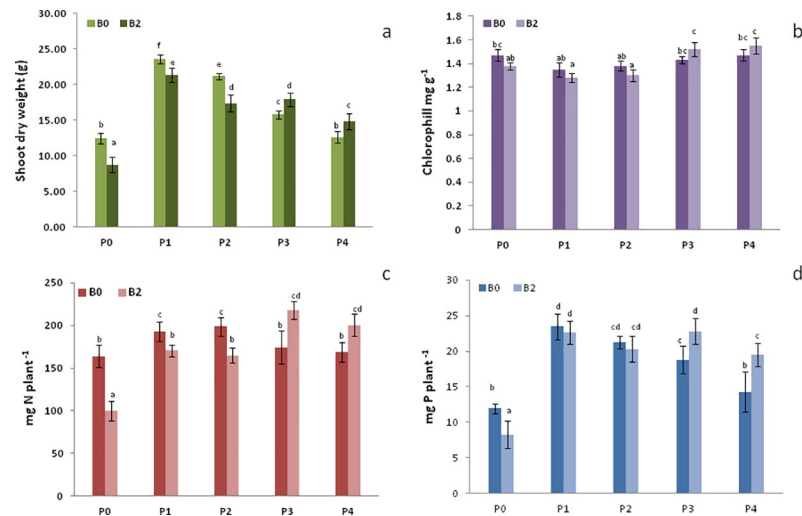 a
B0 B2
Shoot dry weight (g)
30.00
25.00
20.00
15.00
10.00
5.00
0.00
b
a
f
e
e
d
c
d
b
c
P0 P1 P2 P3 P4
b
B0 B2
Chlorophill mg g-1
1.8
1.6
1.4
1.2
1
0.8
0.6
0.4
0.2
0
bc
ab
a
a
ab
a
bc
c
bc
c
P0 P1 P2 P3 P4
c
B0 B2
mg N plant-1
250
200
150
100
50
0
b
a
c
b
c
b
b
cd
b
cd
P0 P1 P2 P3 P4
d
B0 B2
mg P plant-1
30
25
20
15
10
5
0
b
a
d
d
cd
cd
c
d
b
c
P0 P1 P2 P3 P4